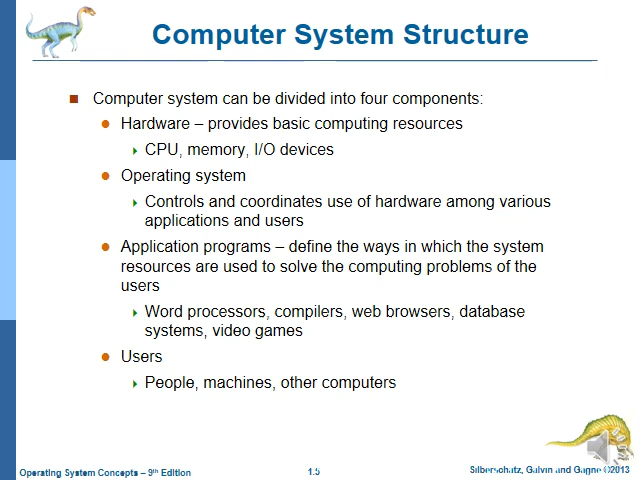 Computer System Structure
Computer system can be divided into four components:
Hardware – provides basic computing resources
CPU, memory, I/O devices
Operating system
Controls and coordinates use of hardware among various
applications and users
Application programs – define the ways in which the system
resources are used to solve the computing problems of the
users
Word processors, compilers, web browsers, database
systems, video games
Users
People, machines, other computers
Operating System Concepts – 9th Edition
1.5
Silberschatz, Galvin and Gagne ©2013